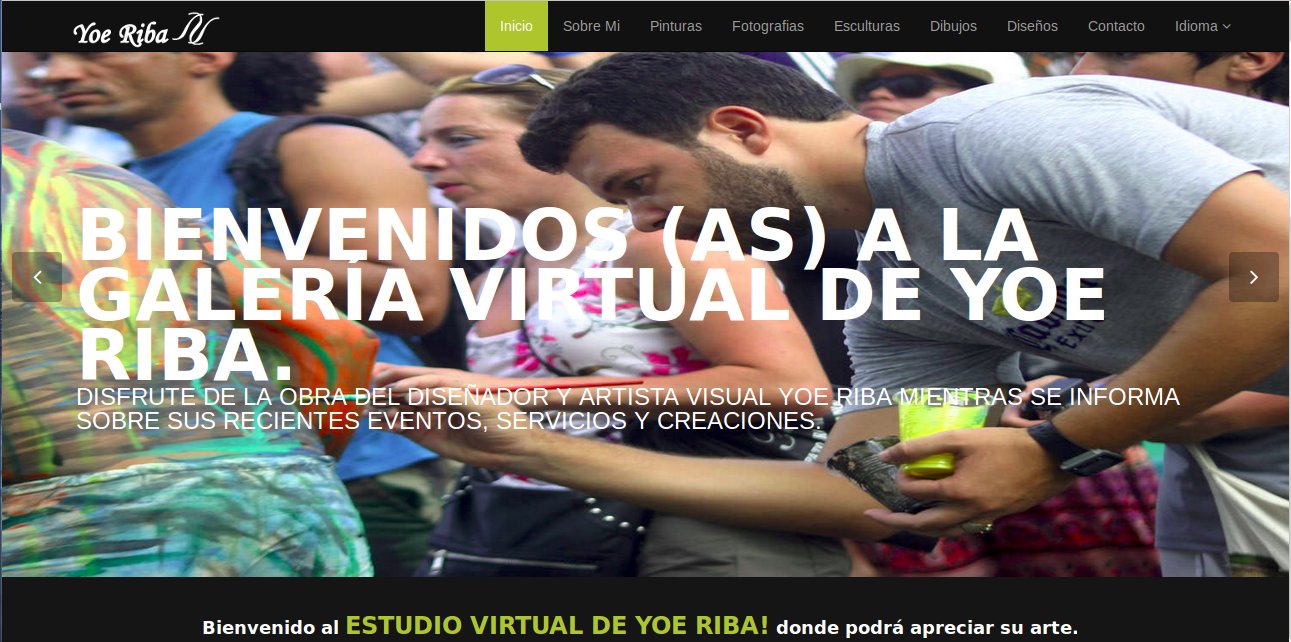 Yoe Riba
Inicio Sobre Mi Pinturas Fotografias Esculturas Dibujos Diseños Contacto Idioma
BIENVENIDOS (AS) A LA
GALERÍA VIRTUAL DE YOE
RIBA.
DISFRUTE DE LA OBRA DEL DISEÑADOR Y ARTISTA VISUAL YOE RIBA MIENTRAS SE INFORMA
SOBRE SUS RECIENTES EVENTOS, SERVICIOS Y CREACIONES.
Bienvenido al ESTUDIO VIRTUAL DE YOE RIBA! donde podrá apreciar su arte.